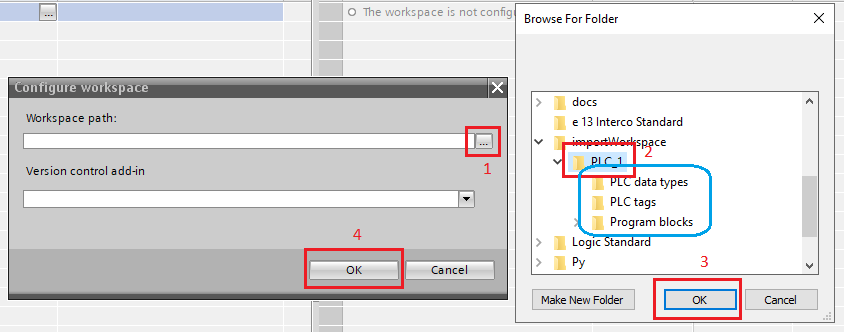 ...
The workspace is not config
Configure workspace
Workspace path:
...
1
Version control add-in
4
OK
Cancel
Browse For Folder
docs
e 13 Interco Standard
importWorkspace
PLC_1
2
PLC data types
PLC tags
Program blocks
Logic Standard
Py
3
Make New Folder
OK
Cancel